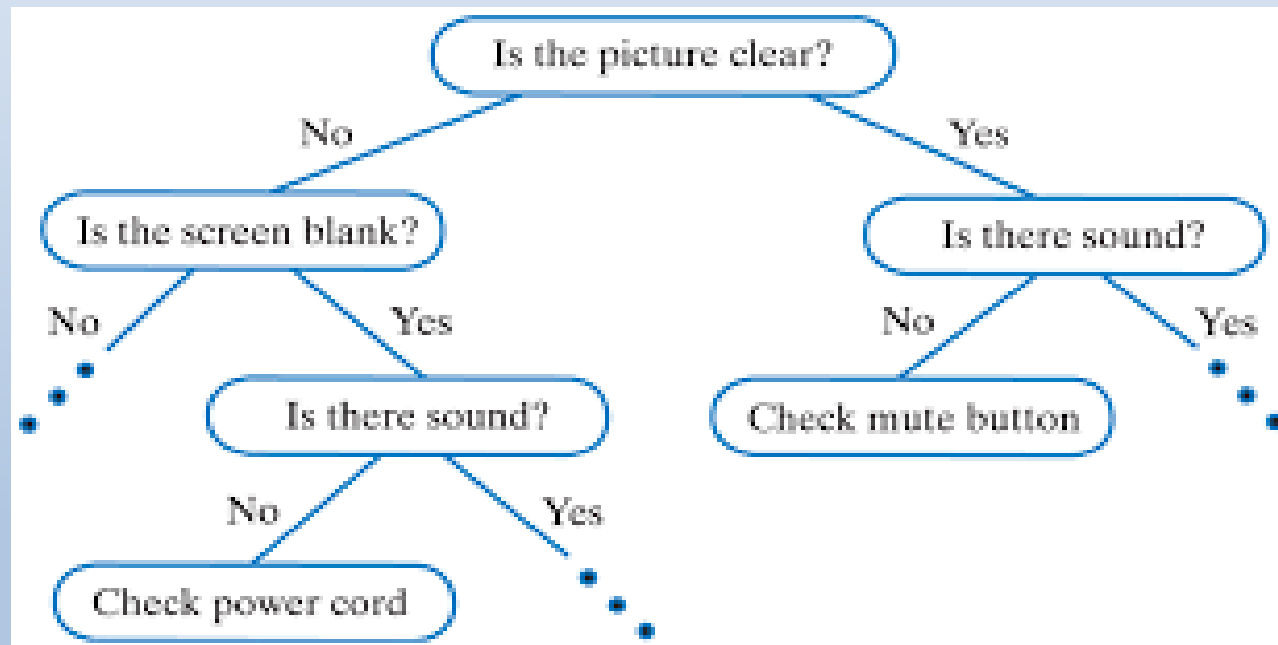 Is the picture clear?
No
Yes
Is the screen blank?
Is there sound?
No
Yes
No
Yes
Is there sound?
Check mute button
No
Yes
Check power cord